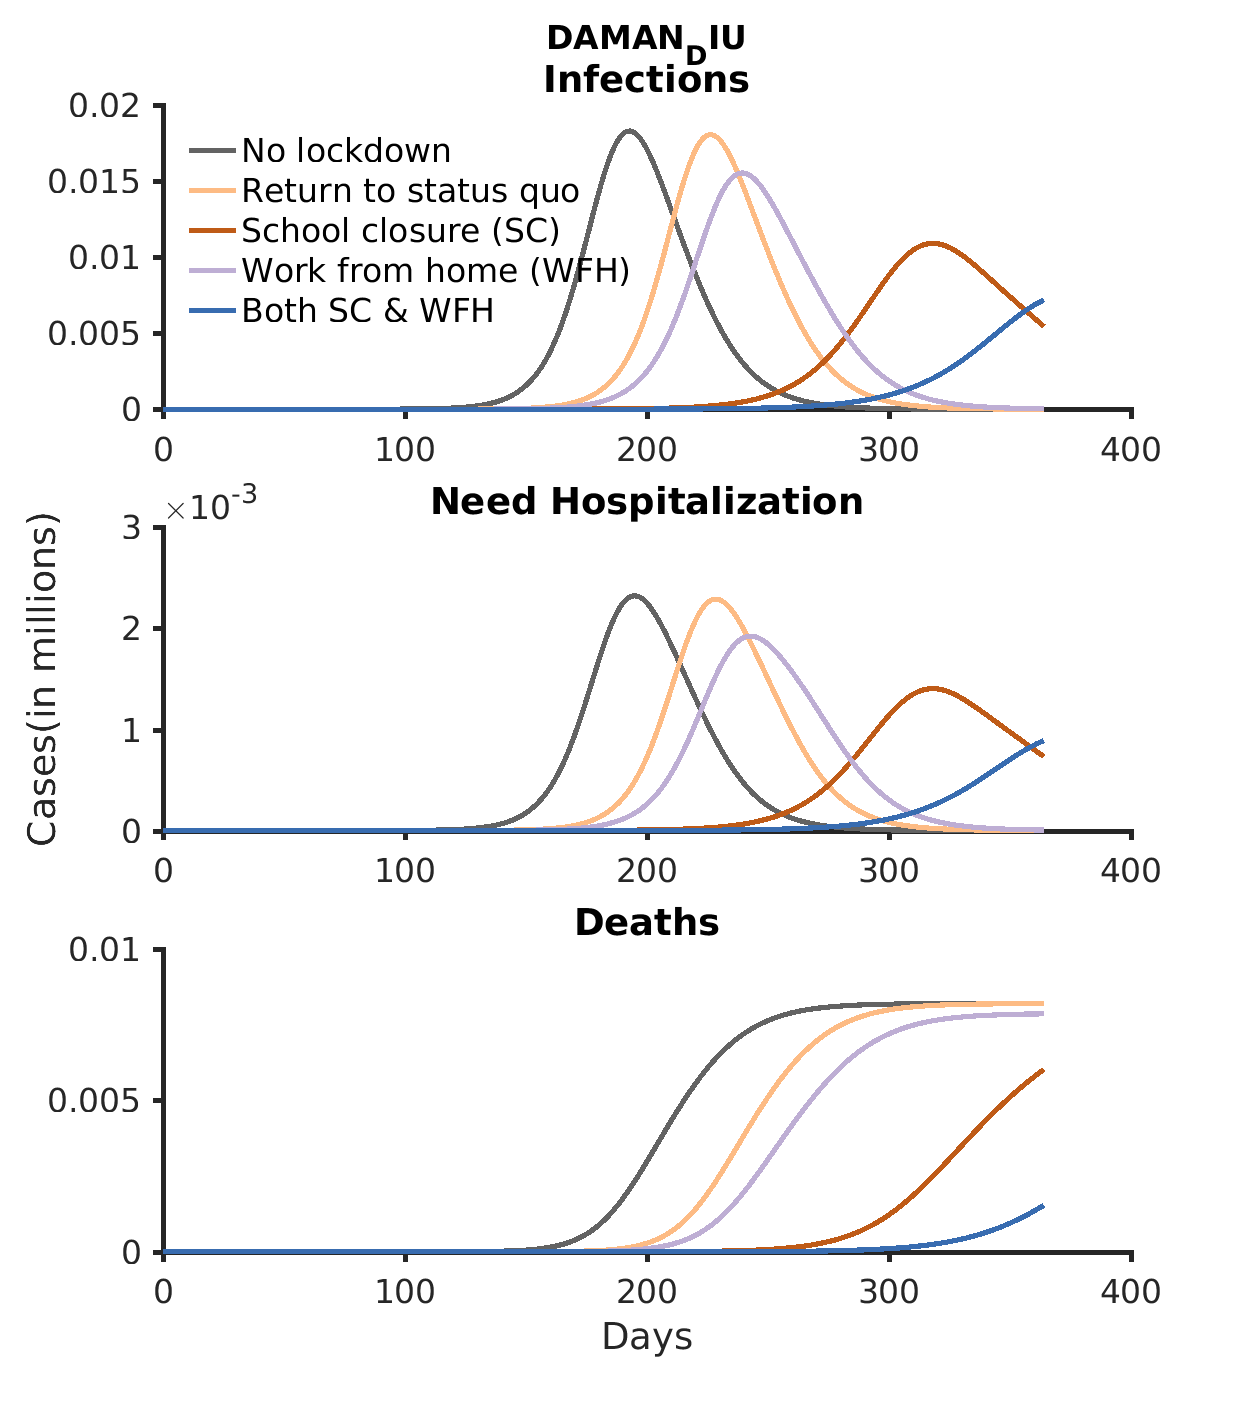 DAMAN_DIU
Infections
0.02
0.015
0.01
0.005
0
No lockdown
Return to status quo
School closure (SC)
Work from home (WFH)
Both SC & WFH
0 100 200 300 400
Need Hospitalization
×10-3
3
2
1
0
0 100 200 300 400
Cases(in millions)
Deaths
0.01
0.005
0
0 100 200 300 400
Days